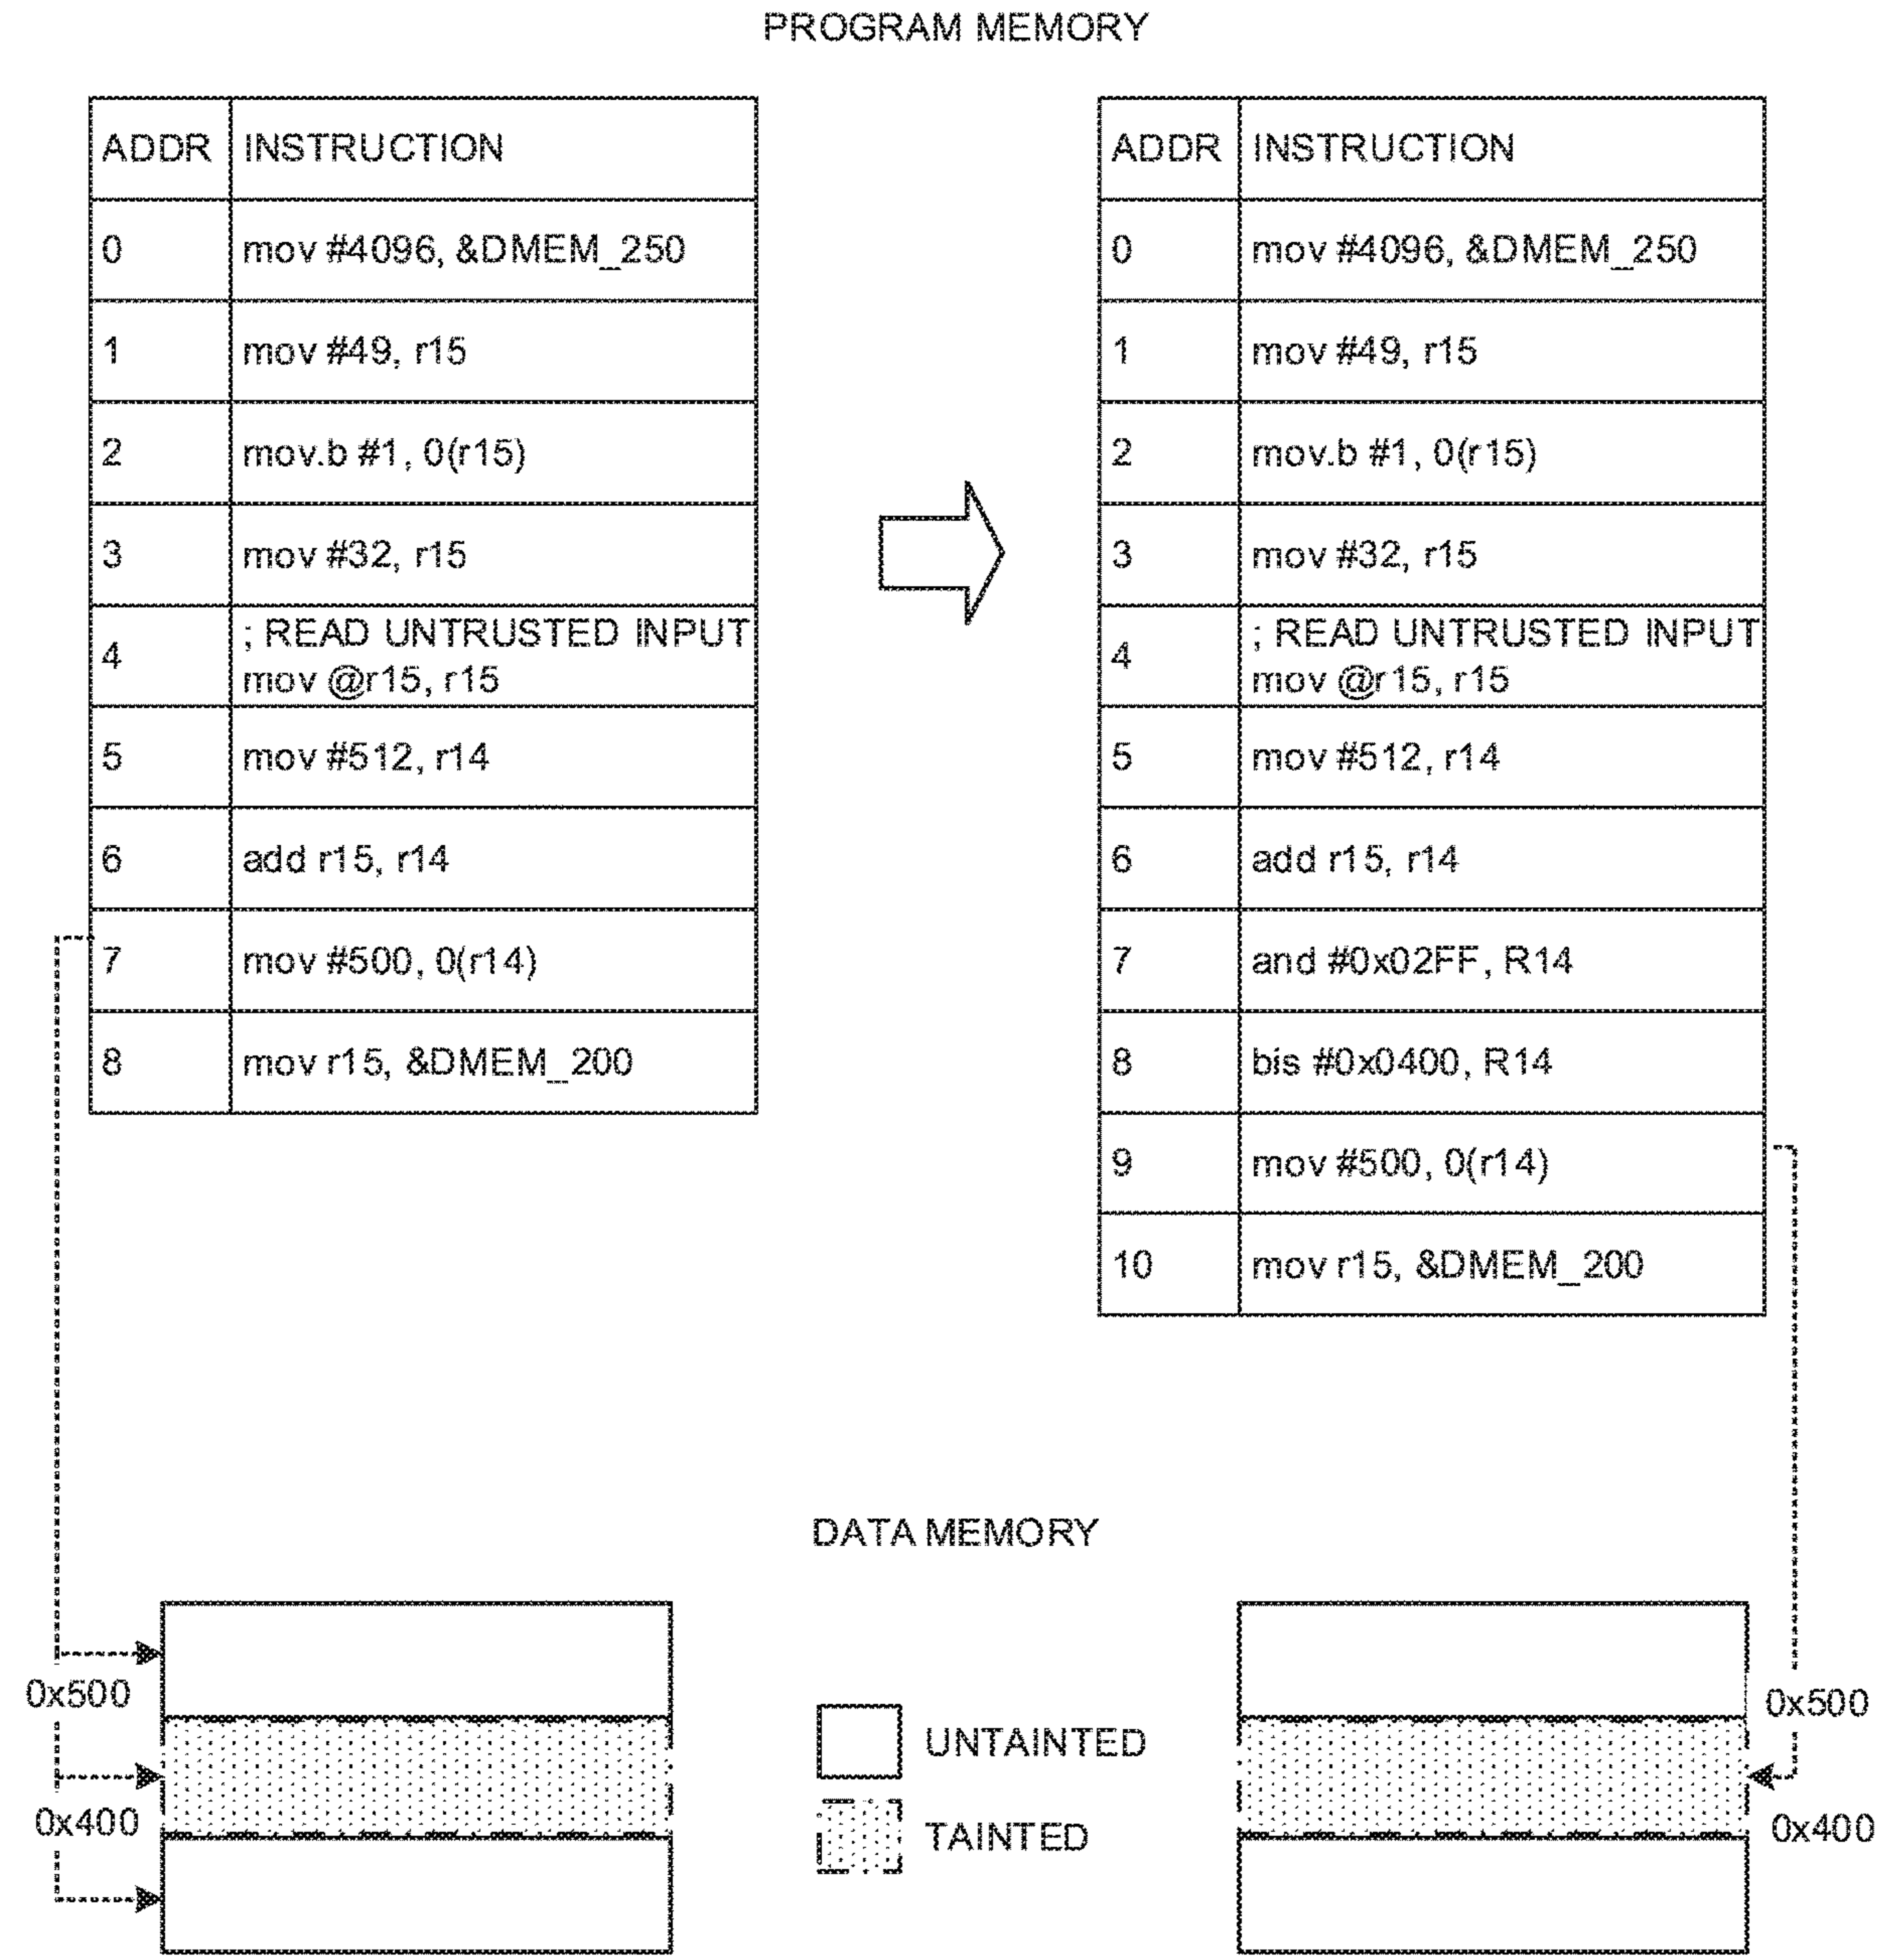 PROGRAM MEMORY
ADDR INSTRUCTION
0 mov #4096, &DMEM_250
1 mov #49, r15
2 mov.b #1, 0(r15)
3 mov #32, r15
4 ; READ UNTRUSTED INPUT
mov @r15, r15
5 mov #512, r14
6 add r15, r14
7 mov #500, 0(r14)
8 mov r15, &DMEM_200
ADDR INSTRUCTION
0 mov #4096, &DMEM_250
1 mov #49, r15
2 mov.b #1, 0(r15)
3 mov #32, r15
4 ; READ UNTRUSTED INPUT
mov @r15, r15
5 mov #512, r14
6 add r15, r14
7 and #0x02FF, R14
8 bis #0x0400, R14
9 mov #500, 0(r14)
10 mov r15, &DMEM_200
DATA MEMORY
0x500
0x400
UNTAINTED
TAINTED
0x500
0x400